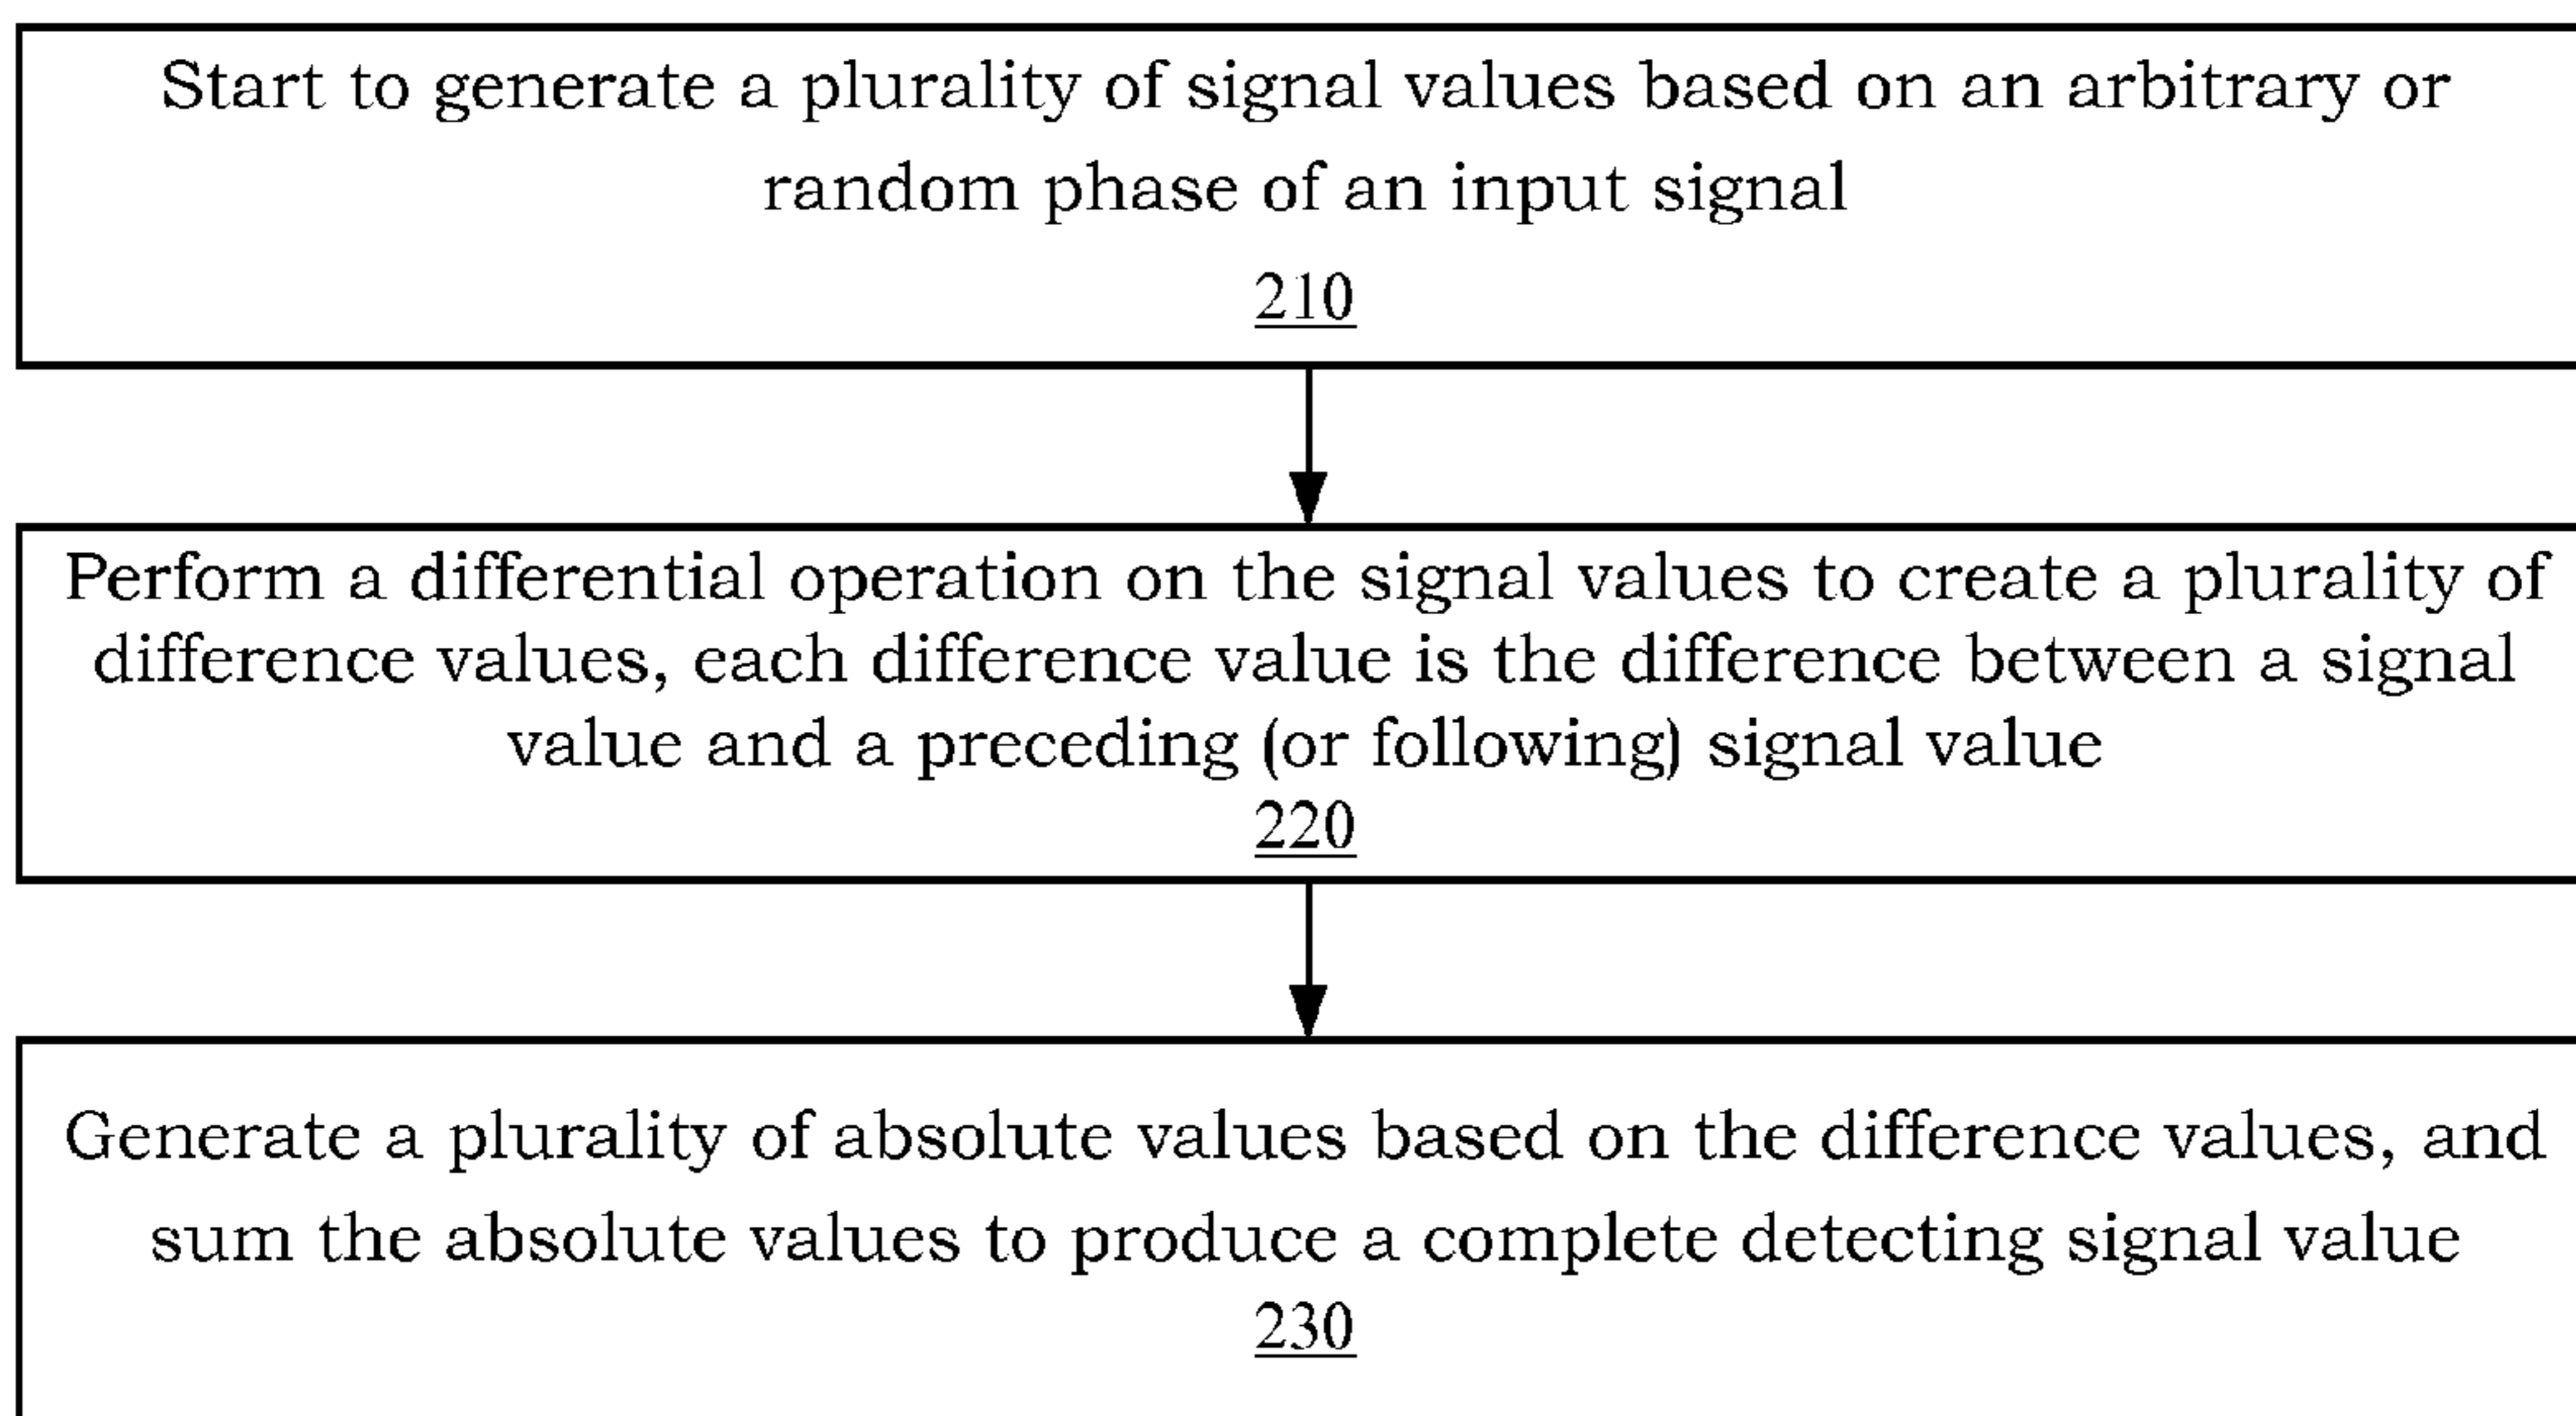 Start to generate a plurality of signal values based on an arbitrary or
random phase of an input signal
210
Perform a differential operation on the signal values to create a plurality of
difference values, each difference value is the difference between a signal
value and a preceding (or following) signal value
220
Generate a plurality of absolute values based on the difference values, and
sum the absolute values to produce a complete detecting signal value
230